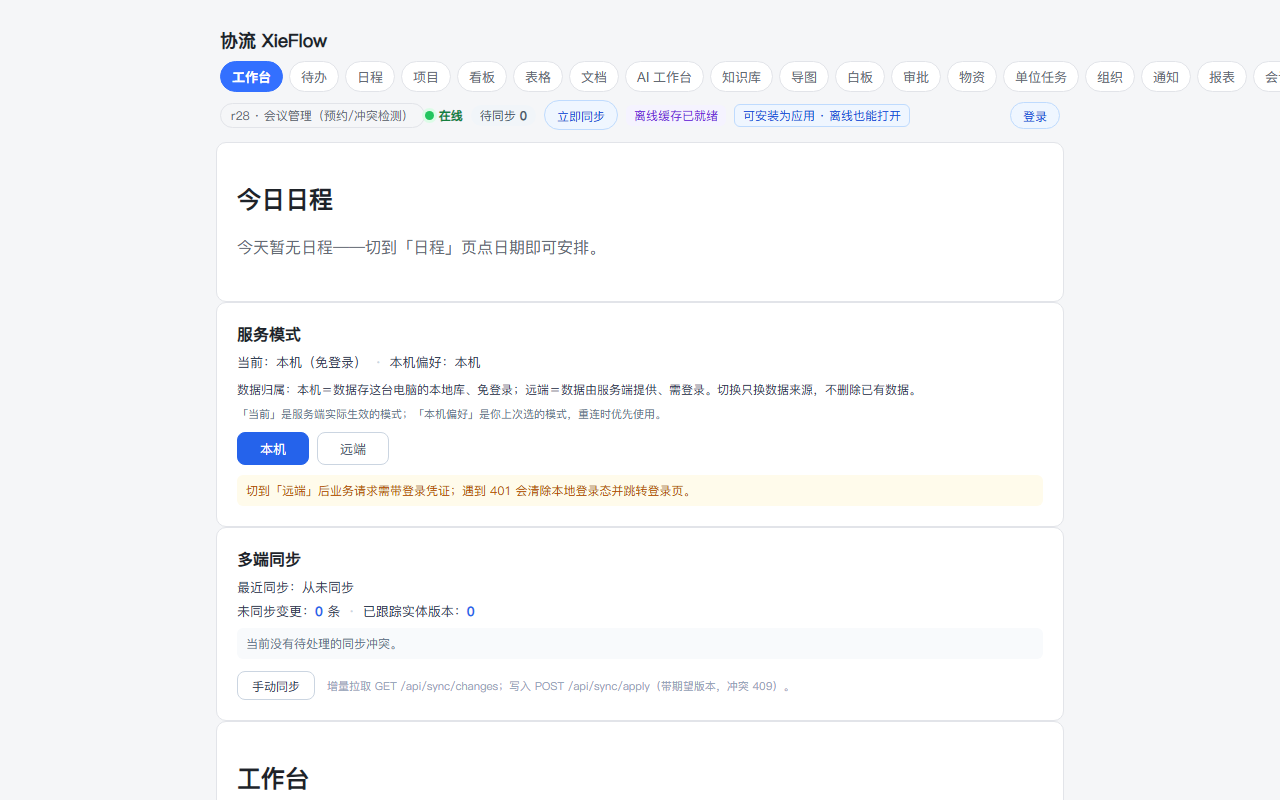 协流 XieFlow
工作台 待办 日程 项目 看板 表格 文档 AI 工作台 知识库 导图 白板 审批 物资 单位任务 组织 通知 报表
r28 · 会议管理（预约/冲突检测） 在线 待同步 0 立即同步 离线缓存已就绪 可安装为应用 · 离线也能打开 登录
今日日程
今天暂无日程——切到「日程」页点日期即可安排。
服务模式
当前：本机（免登录） · 本机偏好：本机
数据归属：本机＝数据存这台电脑的本地库、免登录；远端＝数据由服务端提供、需登录。切换只换数据来源，不删除已有数据。
「当前」是服务端实际生效的模式；「本机偏好」是你上次选的模式，重连时优先使用。
本机 远端
切到「远端」后业务请求需带登录凭证；遇到 401 会清除本地登录态并跳转登录页。
多端同步
最近同步：从未同步
未同步变更：0 条 · 已跟踪实体版本：0
当前没有待处理的同步冲突。
手动同步 增量拉取 GET /api/sync/changes；写入 POST /api/sync/apply（带期望版本，冲突 409）。
工作台